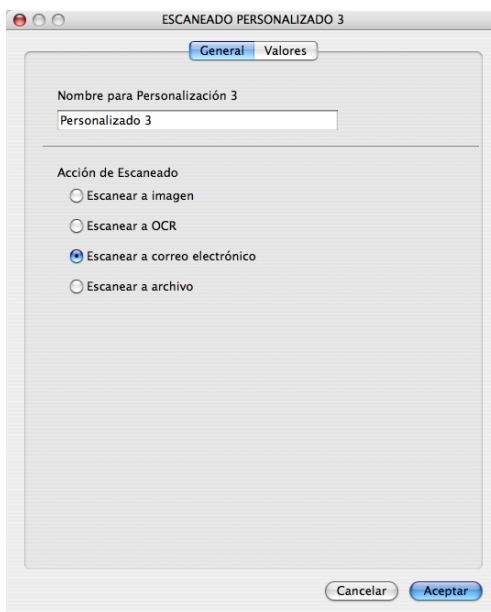 ESCANEADO PERSONALIZADO 3
General Valores
Nombre para Personalización 3
Personalizado 3
Acción de Escaneado
Escanear a imagen
Escanear a OCR
Escanear a correo electrónico
Escanear a archivo
Cancelar Aceptar